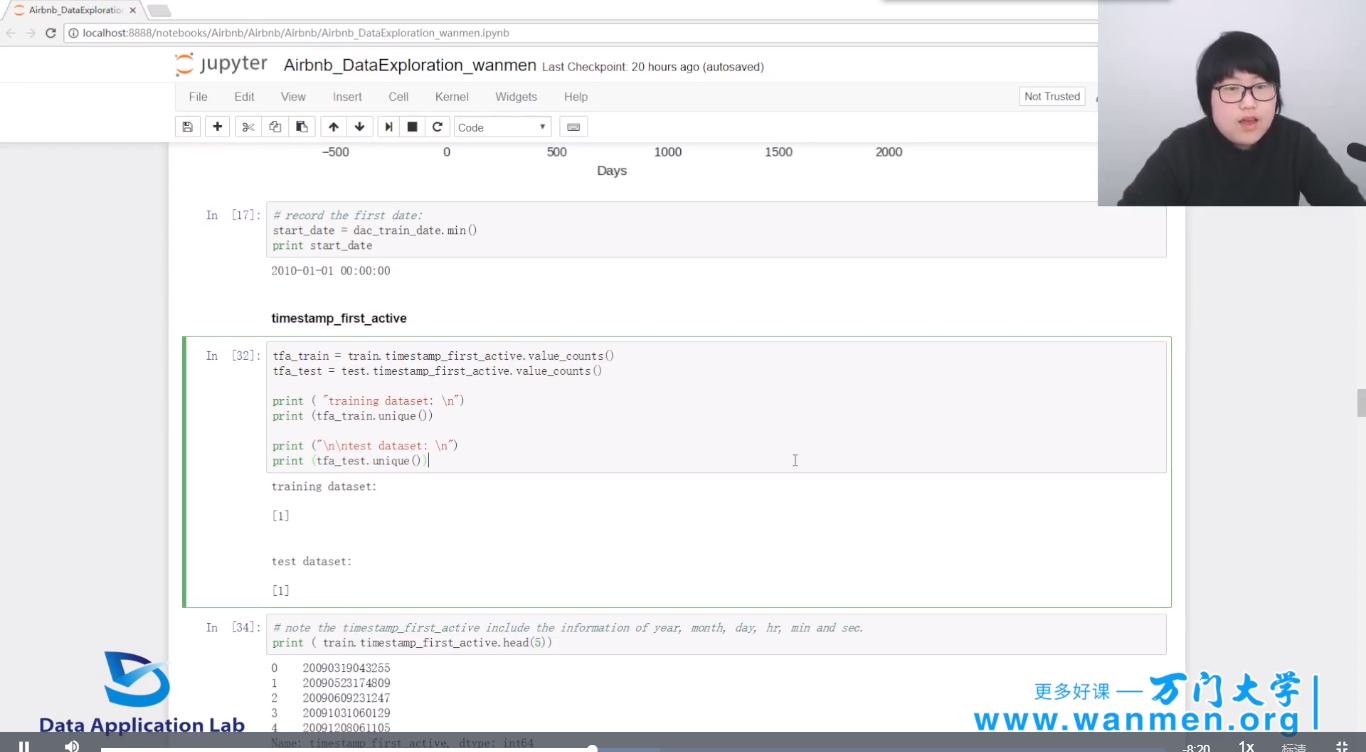 Airbnb_DataExploratio
localhost:8888/notebooks/Airbnb/Airbnb/Airbnb/Airbnb_DataExploration_wanmen.ipynb
jupyter Airbnb_DataExploration_wanmen Last Checkpoint: 20 hours ago (autosaved)
File Edit View Insert Cell Kernel Widgets Help Not Trusted
Code
−500 0 500 1000 1500 2000
Days
In [17]: # record the first date:
start_date = dac_train_date.min()
print start_date
2010-01-01 00:00:00
timestamp_first_active
In [32]: tfa_train = train.timestamp_first_active.value_counts()
tfa_test = test.timestamp_first_active.value_counts()
print ( "training dataset: \n")
print (tfa_train.unique())
print ("\n\ntest dataset: \n")
print (tfa_test.unique())
training dataset:
[1]
test dataset:
[1]
In [34]: # note the timestamp_first_active include the information of year, month, day, hr, min and sec.
print ( train.timestamp_first_active.head(5))
0 20090319043255
1 20090523174809
2 20090609231247
3 20091031060129
4 20091208061105
Name: timestamp_first_active, dtype: int64
Data Application Lab
更多好课 — 万门大学
www.wanmen.org
-8:20 1x 标清